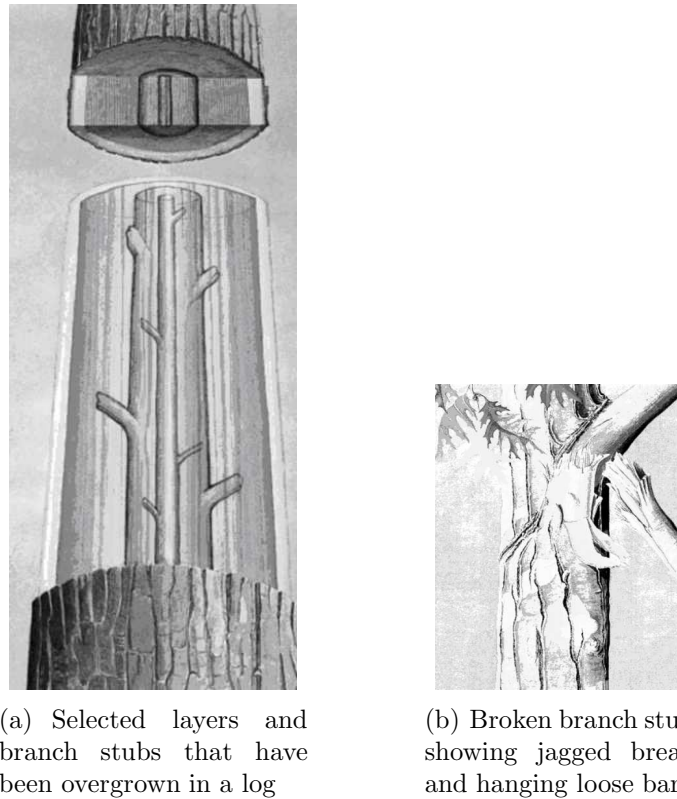 (a) Selected layers and
branch stubs that have
been overgrown in a log
(b) Broken branch stu
showing jagged brea
and hanging loose bar